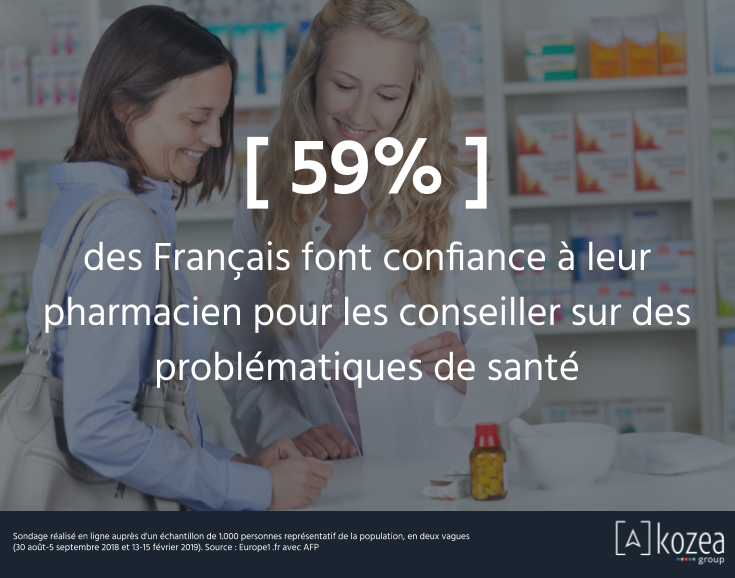 [ 59% ]
des Français font confiance à leur
pharmacien pour les conseiller sur des
problématiques de santé
Sondage réalisé en ligne auprès d'un échantillon de 1.000 personnes représentatif de la population, en deux vagues
(30 août-5 septembre 2018 et 13-15 février 2019). Source : Europe1 .fr avec AFP
[A]kozea
group